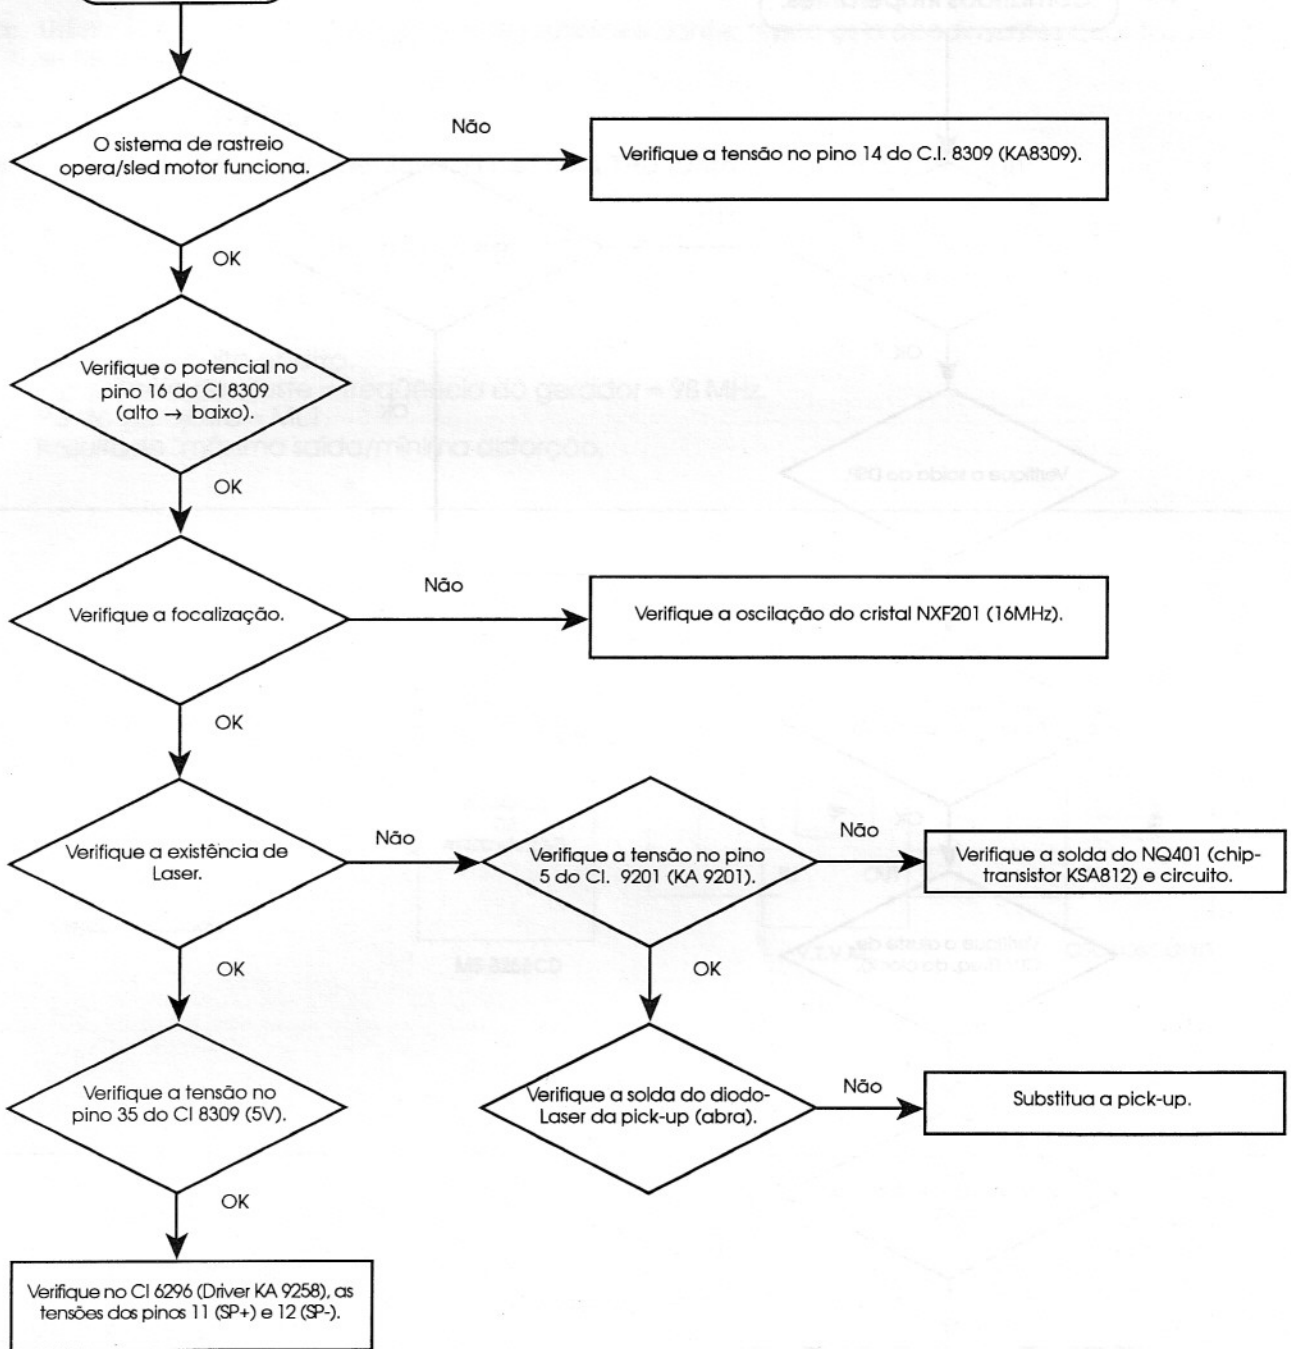 O sistema de rastreio
opera/sled motor funciona.
Não
Verifique a tensão no pino 14 do C.I. 8309 (KA8309).
OK
Verifique o potencial no
pino 16 do CI 8309
(alto → baixo).
OK
Verifique a focalização.
Não
Verifique a oscilação do cristal NXF201 (16MHz).
OK
Verifique a existência de
Laser.
Não
Verifique a tensão no pino
5 do CI. 9201 (KA 9201).
Não
Verifique a solda do NQ401 (chip-
transistor KSA812) e circuito.
OK
OK
Verifique a tensão no
pino 35 do CI 8309 (5V).
Verifique a solda do diodo-
Laser da pick-up (abra).
Não
Substitua a pick-up.
OK
Verifique no CI 6296 (Driver KA 9258), as
tensões dos pinos 11 (SP+) e 12 (SP-).